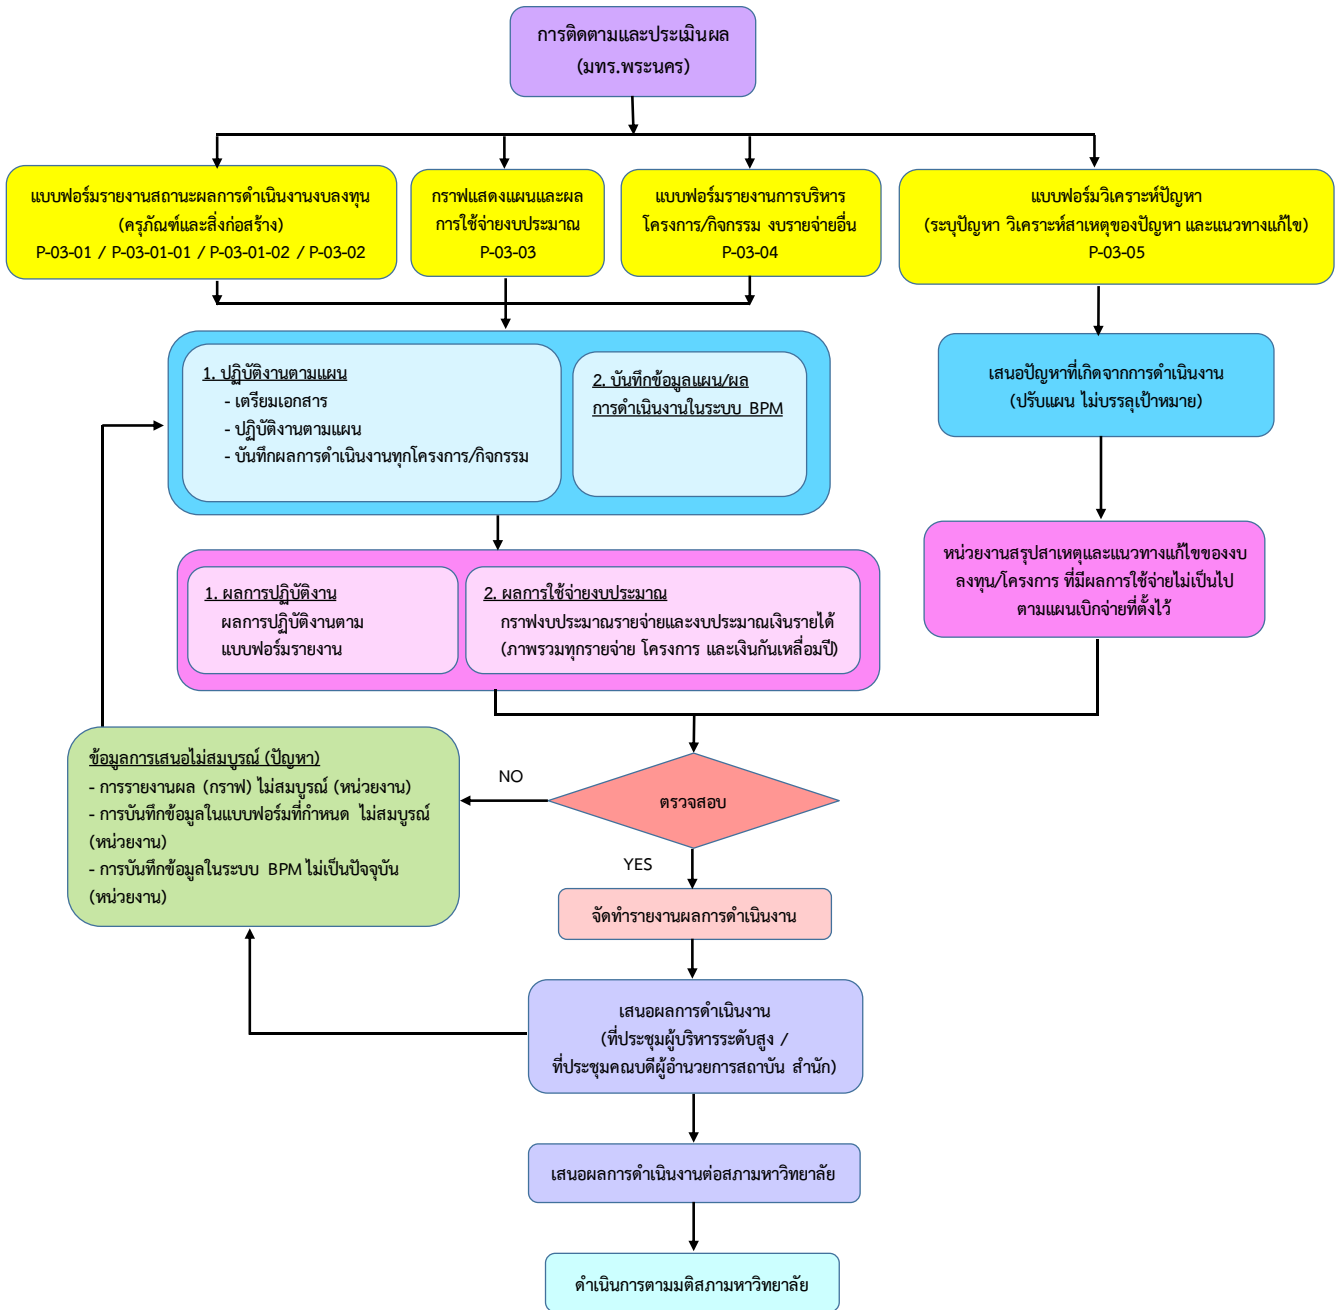 การติดตามและประเมินผล
(มทร.พระนคร)
แบบฟอร์มรายงานสถานะผลการดำเนินงานงบลงทุน
(ครุภัณฑ์และสิ่งก่อสร้าง)
P-03-01 / P-03-01-01 / P-03-01-02 / P-03-02
กราฟแสดงแผนและผล
การใช้จ่ายงบประมาณ
P-03-03
แบบฟอร์มรายงานการบริหาร
โครงการ/กิจกรรม งบรายจ่ายอื่น
P-03-04
แบบฟอร์มวิเคราะห์ปัญหา
(ระบุปัญหา วิเคราะห์สาเหตุของปัญหา และแนวทางแก้ไข)
P-03-05
1. ปฏิบัติงานตามแผน
- เตรียมเอกสาร
- ปฏิบัติงานตามแผน
- บันทึกผลการดำเนินงานทุกโครงการ/กิจกรรม
2. บันทึกข้อมูลแผน/ผล
การดำเนินงานในระบบ BPM
เสนอปัญหาที่เกิดจากการดำเนินงาน
(ปรับแผน ไม่บรรลุเป้าหมาย)
1. ผลการปฏิบัติงาน
ผลการปฏิบัติงานตาม
แบบฟอร์มรายงาน
2. ผลการใช้จ่ายงบประมาณ
กราฟงบประมาณรายจ่ายและงบประมาณเงินรายได้
(ภาพรวมทุกรายจ่าย โครงการ และเงินกันเหลื่อมปี)
หน่วยงานสรุปสาเหตุและแนวทางแก้ไขของงบ
ลงทุน/โครงการ ที่มีผลการใช้จ่ายไม่เป็นไป
ตามแผนเบิกจ่ายที่ตั้งไว้
ข้อมูลการเสนอไม่สมบูรณ์ (ปัญหา)
- การรายงานผล (กราฟ) ไม่สมบูรณ์ (หน่วยงาน)
- การบันทึกข้อมูลในแบบฟอร์มที่กำหนด ไม่สมบูรณ์
(หน่วยงาน)
- การบันทึกข้อมูลในระบบ BPM ไม่เป็นปัจจุบัน
(หน่วยงาน)
NO
ตรวจสอบ
YES
จัดทำรายงานผลการดำเนินงาน
เสนอผลการดำเนินงาน
(ที่ประชุมผู้บริหารระดับสูง /
ที่ประชุมคณบดีผู้อำนวยการสถาบัน สำนัก)
เสนอผลการดำเนินงานต่อสภามหาวิทยาลัย
ดำเนินการตามมติสภามหาวิทยาลัย